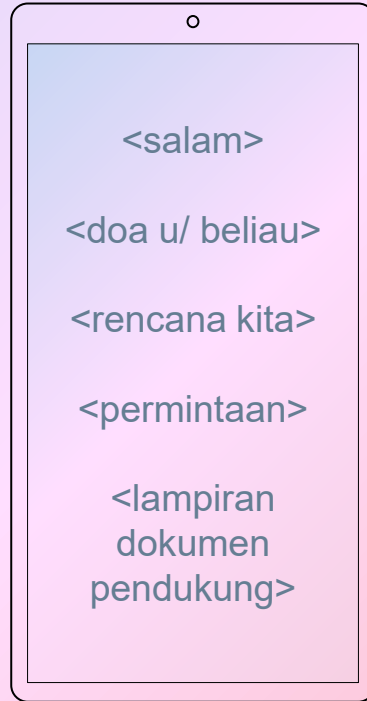 <salam>
<doa u/ beliau>
<rencana kita>
<permintaan>
<lampiran
dokumen
pendukung>